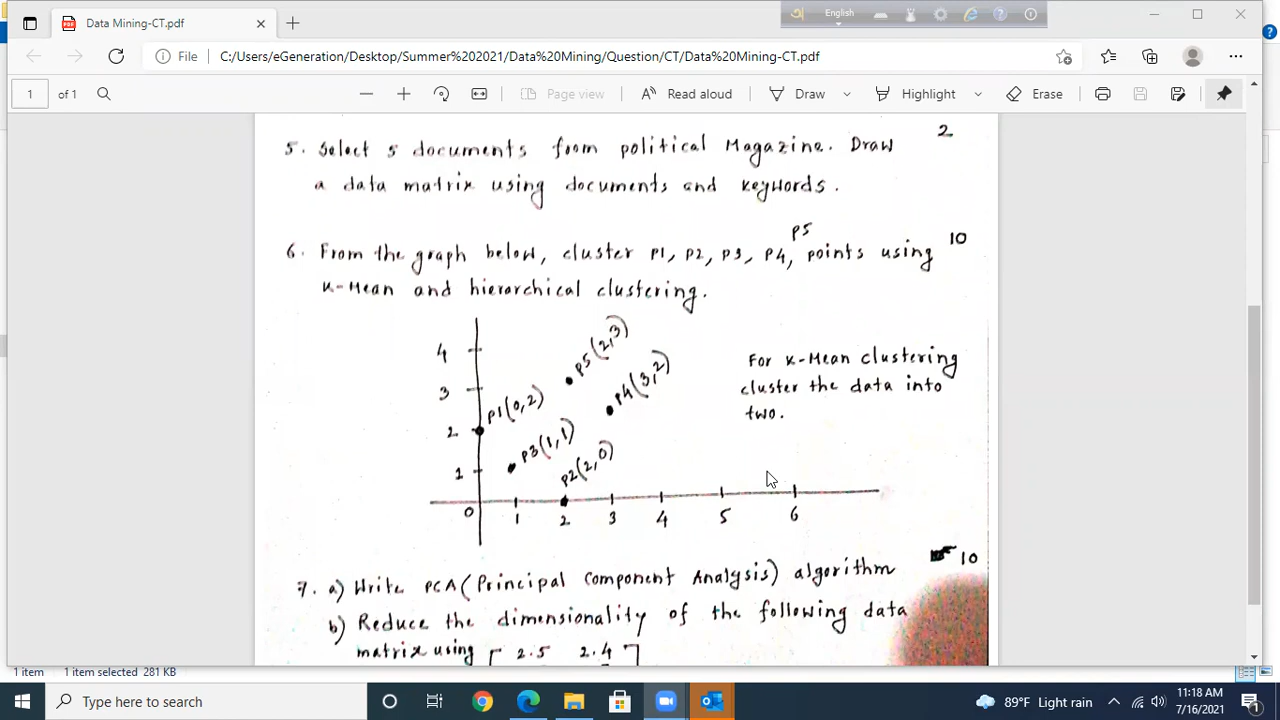 Data Mining-CT.pdf
English
File C:/Users/eGeneration/Desktop/Summer%202021/Data%20Mining/Question/CT/Data%20Mining-CT.pdf
1 of 1 Page view Read aloud Draw Highlight Erase
5. Select 5 documents from political Magazine. Draw 2
a data matrix using documents and keywords.
P5
6. From the graph below, cluster P1, P2, P3, P4, points using 10
K-Mean and hierarchical clustering.
4
P5(2,3)
3
P4(3,2)
P1(0,2)
2
P3(1,1)
1
P2(2,0)
0 1 2 3 4 5 6
For K-Mean clustering
cluster the data into
two.
7. a) Write PCA (Principal Component Analysis) algorithm 10
b) Reduce the dimensionality of the following data
matrix using [ 2.5 2.4 ]
1 item 1 item selected 281 KB
Type here to search
89°F Light rain
11:18 AM
7/16/2021